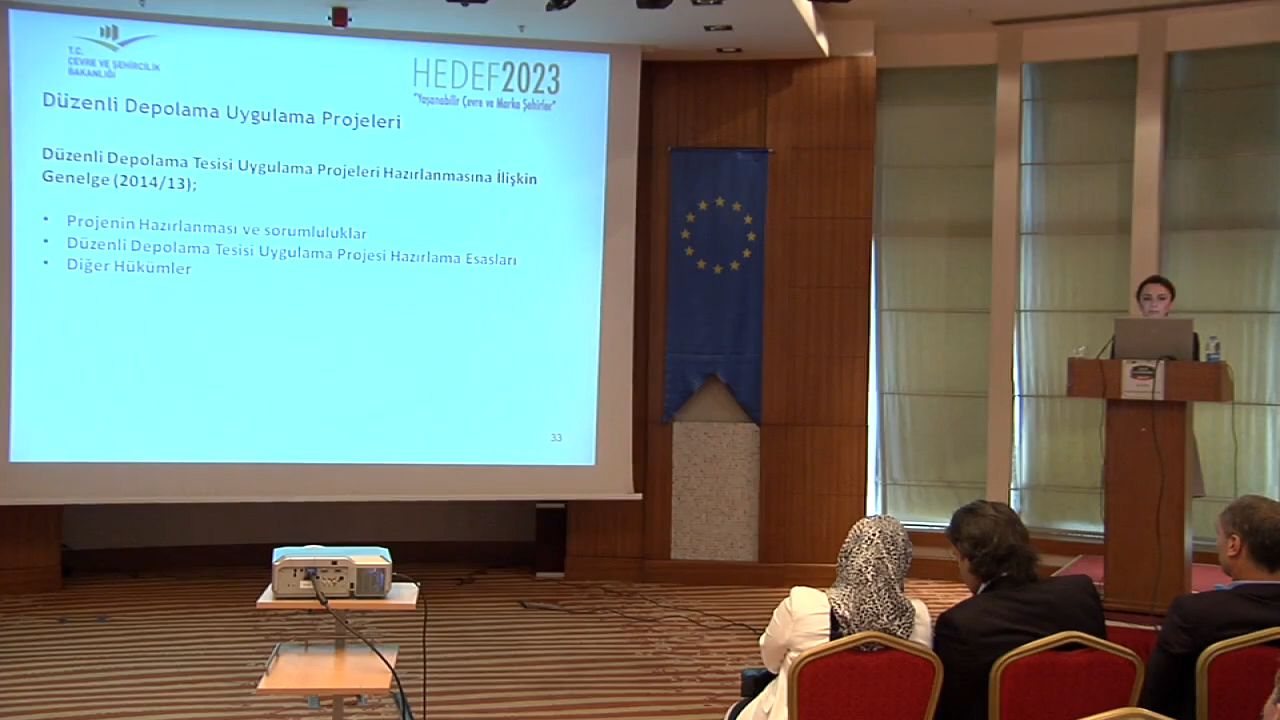 T.C.
ÇEVRE VE ŞEHİRCİLİK
BAKANLIĞI
HEDEF2023
"Yaşanabilir Çevre ve Marka Şehirler"
Düzenli Depolama Uygulama Projeleri
Düzenli Depolama Tesisi Uygulama Projeleri Hazırlanmasına İlişkin
Genelge (2014/13);
• Projenin Hazırlanması ve sorumluluklar
• Düzenli Depolama Tesisi Uygulama Projesi Hazırlama Esasları
• Diğer Hükümler
33